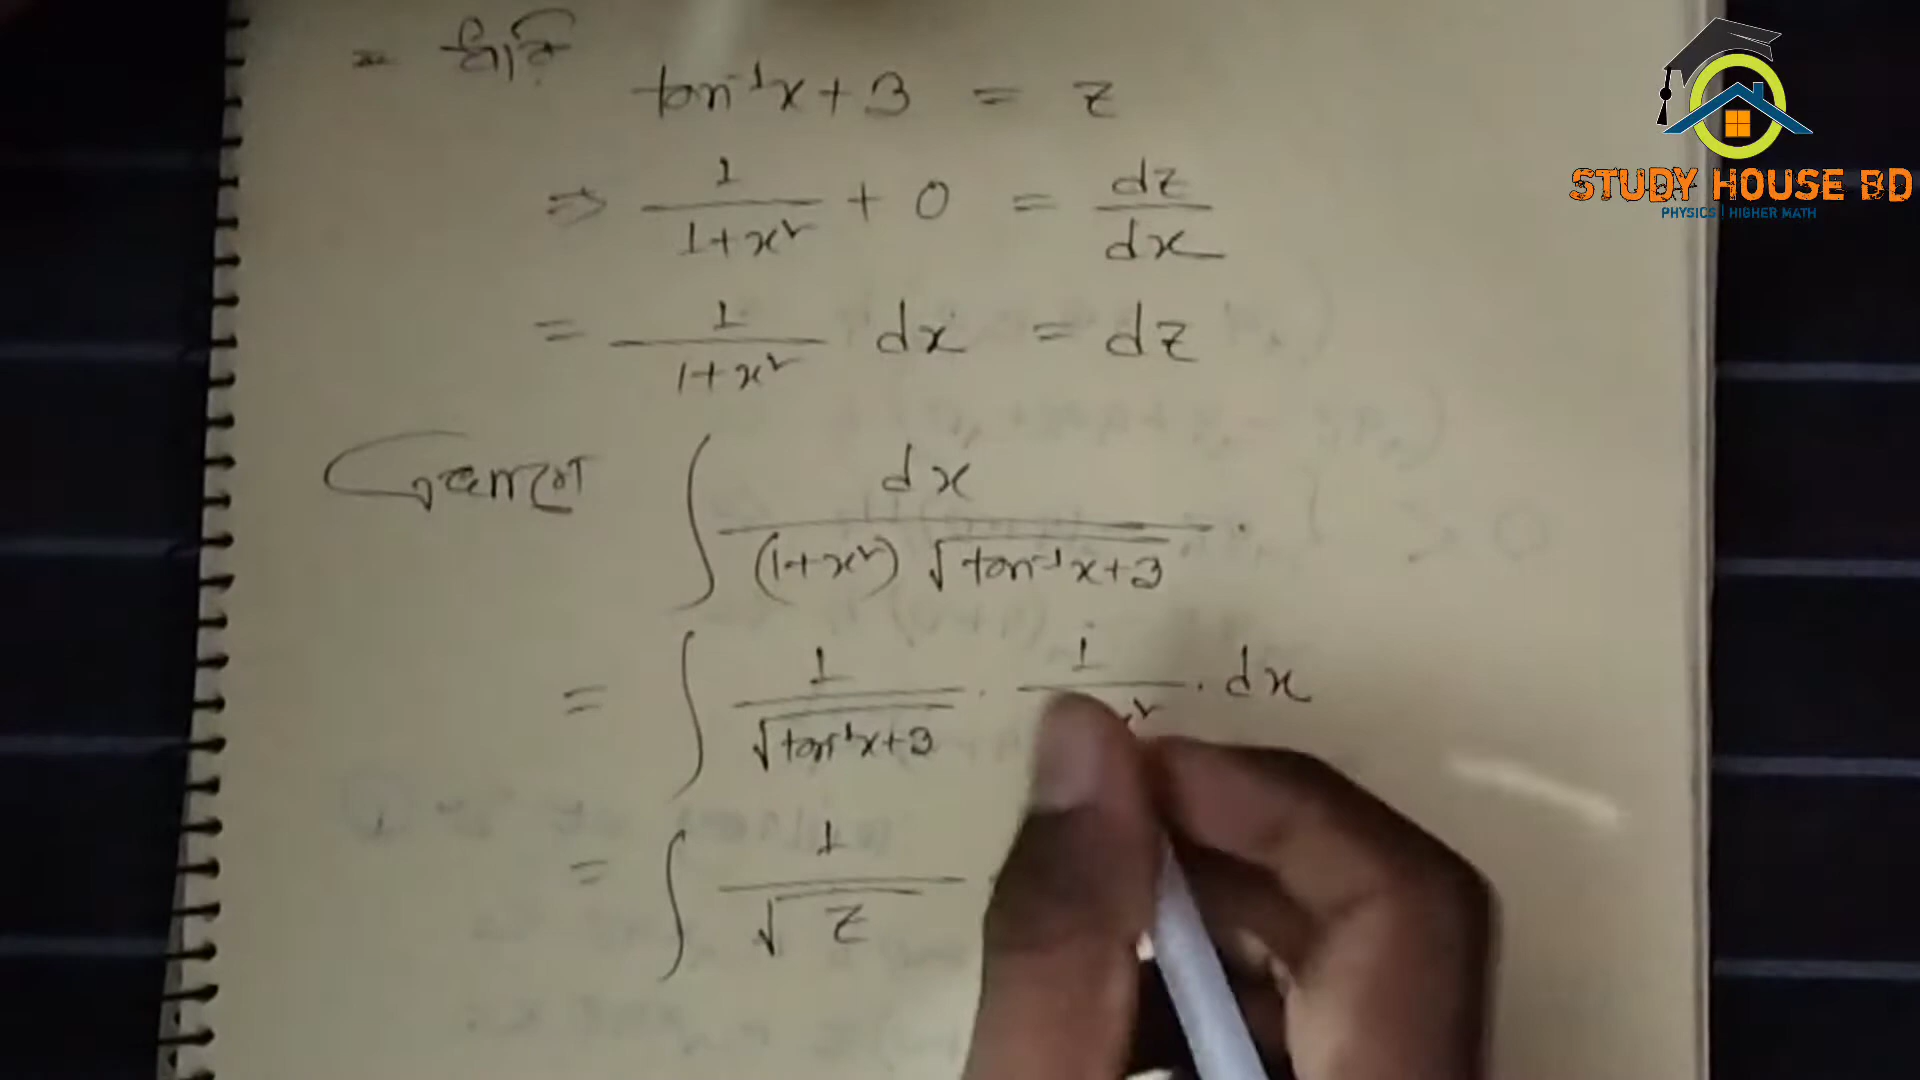 = ধরি
tan⁻¹x + 3 = z
⇒ 1/(1+x²) + 0 = dz/dx
= 1/(1+x²) dx = dz
∫ dx/((1+x²) √(tan⁻¹x+3))
= ∫ 1/√(tan⁻¹x+3) · 1/ ² · dx
= ∫ 1/√z
STUDY HOUSE BD
PHYSICS | HIGHER MATH